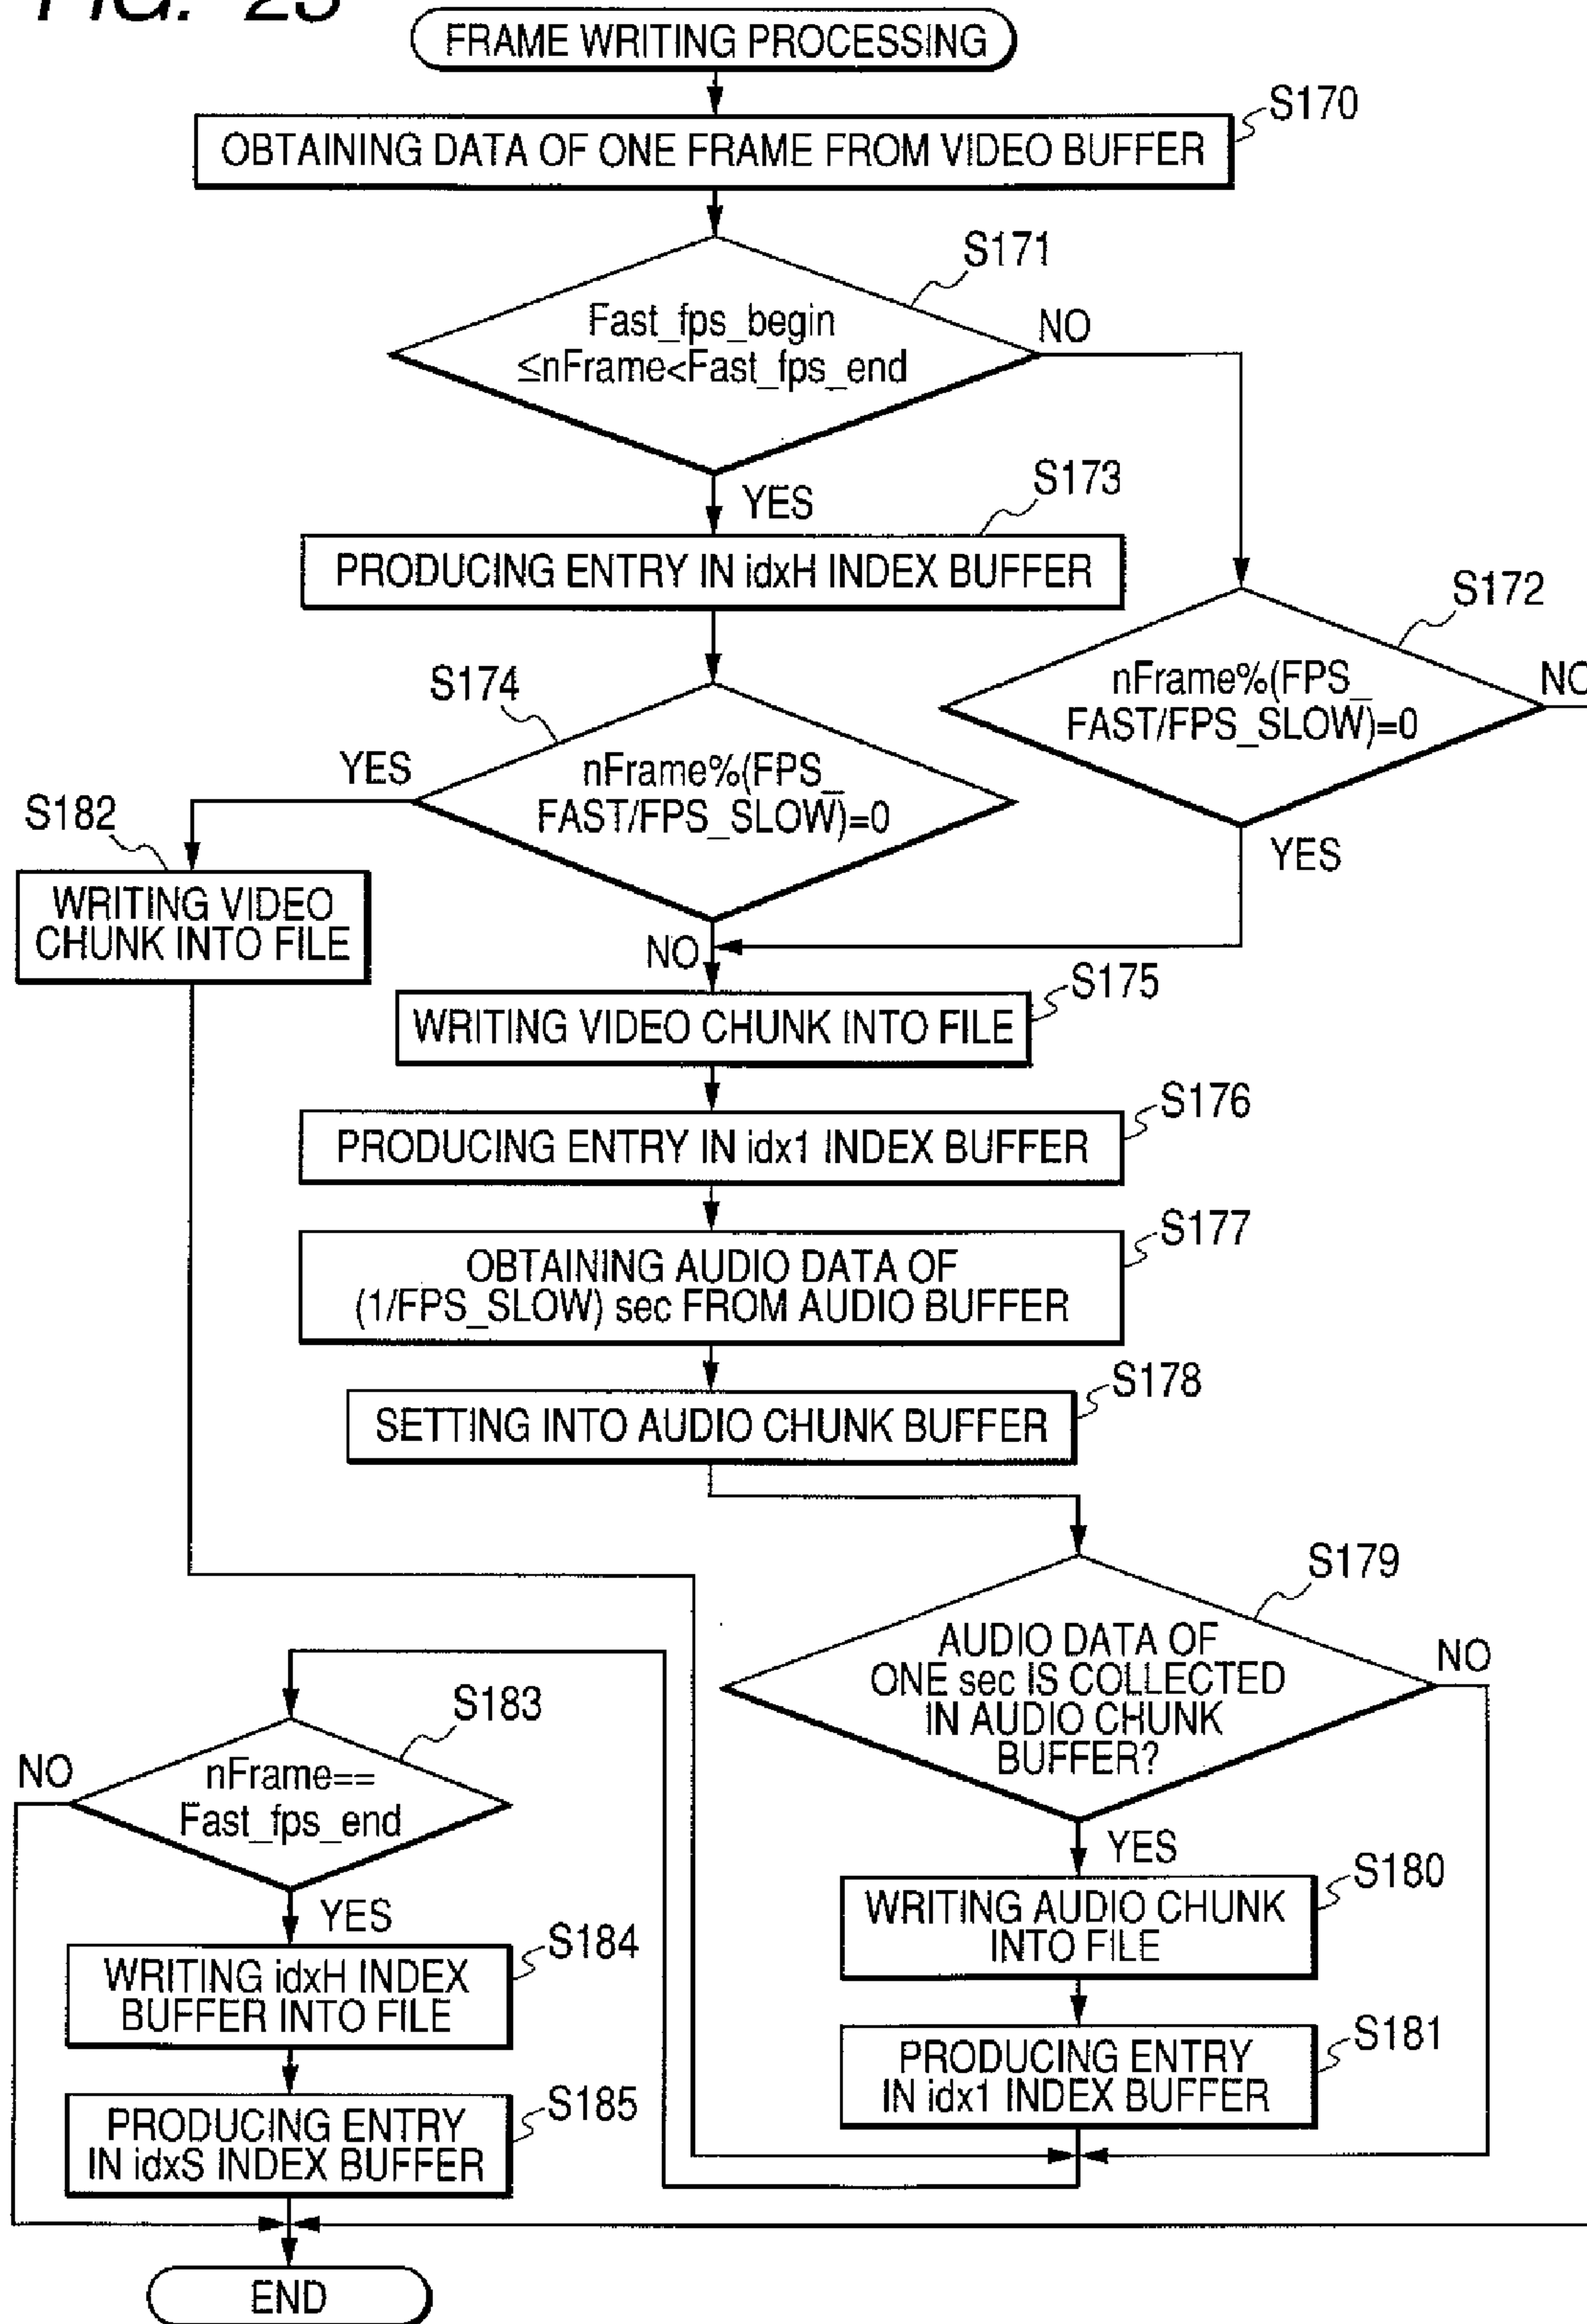 FIG. 23
FRAME WRITING PROCESSING
S170
OBTAINING DATA OF ONE FRAME FROM VIDEO BUFFER
S171
Fast_fps_begin
≤nFrame<Fast_fps_end
NO
YES
S173
PRODUCING ENTRY IN idxH INDEX BUFFER
S172
nFrame%(FPS_
FAST/FPS_SLOW)=0
NO
YES
S174
nFrame%(FPS_
FAST/FPS_SLOW)=0
YES
NO
S182
WRITING VIDEO
CHUNK INTO FILE
S175
WRITING VIDEO CHUNK INTO FILE
S176
PRODUCING ENTRY IN idx1 INDEX BUFFER
S177
OBTAINING AUDIO DATA OF
(1/FPS_SLOW) sec FROM AUDIO BUFFER
S178
SETTING INTO AUDIO CHUNK BUFFER
S179
AUDIO DATA OF
ONE sec IS COLLECTED
IN AUDIO CHUNK
BUFFER?
NO
YES
S180
WRITING AUDIO CHUNK
INTO FILE
S181
PRODUCING ENTRY
IN idx1 INDEX BUFFER
S183
nFrame==
Fast_fps_end
NO
YES
S184
WRITING idxH INDEX
BUFFER INTO FILE
S185
PRODUCING ENTRY
IN idxS INDEX BUFFER
END